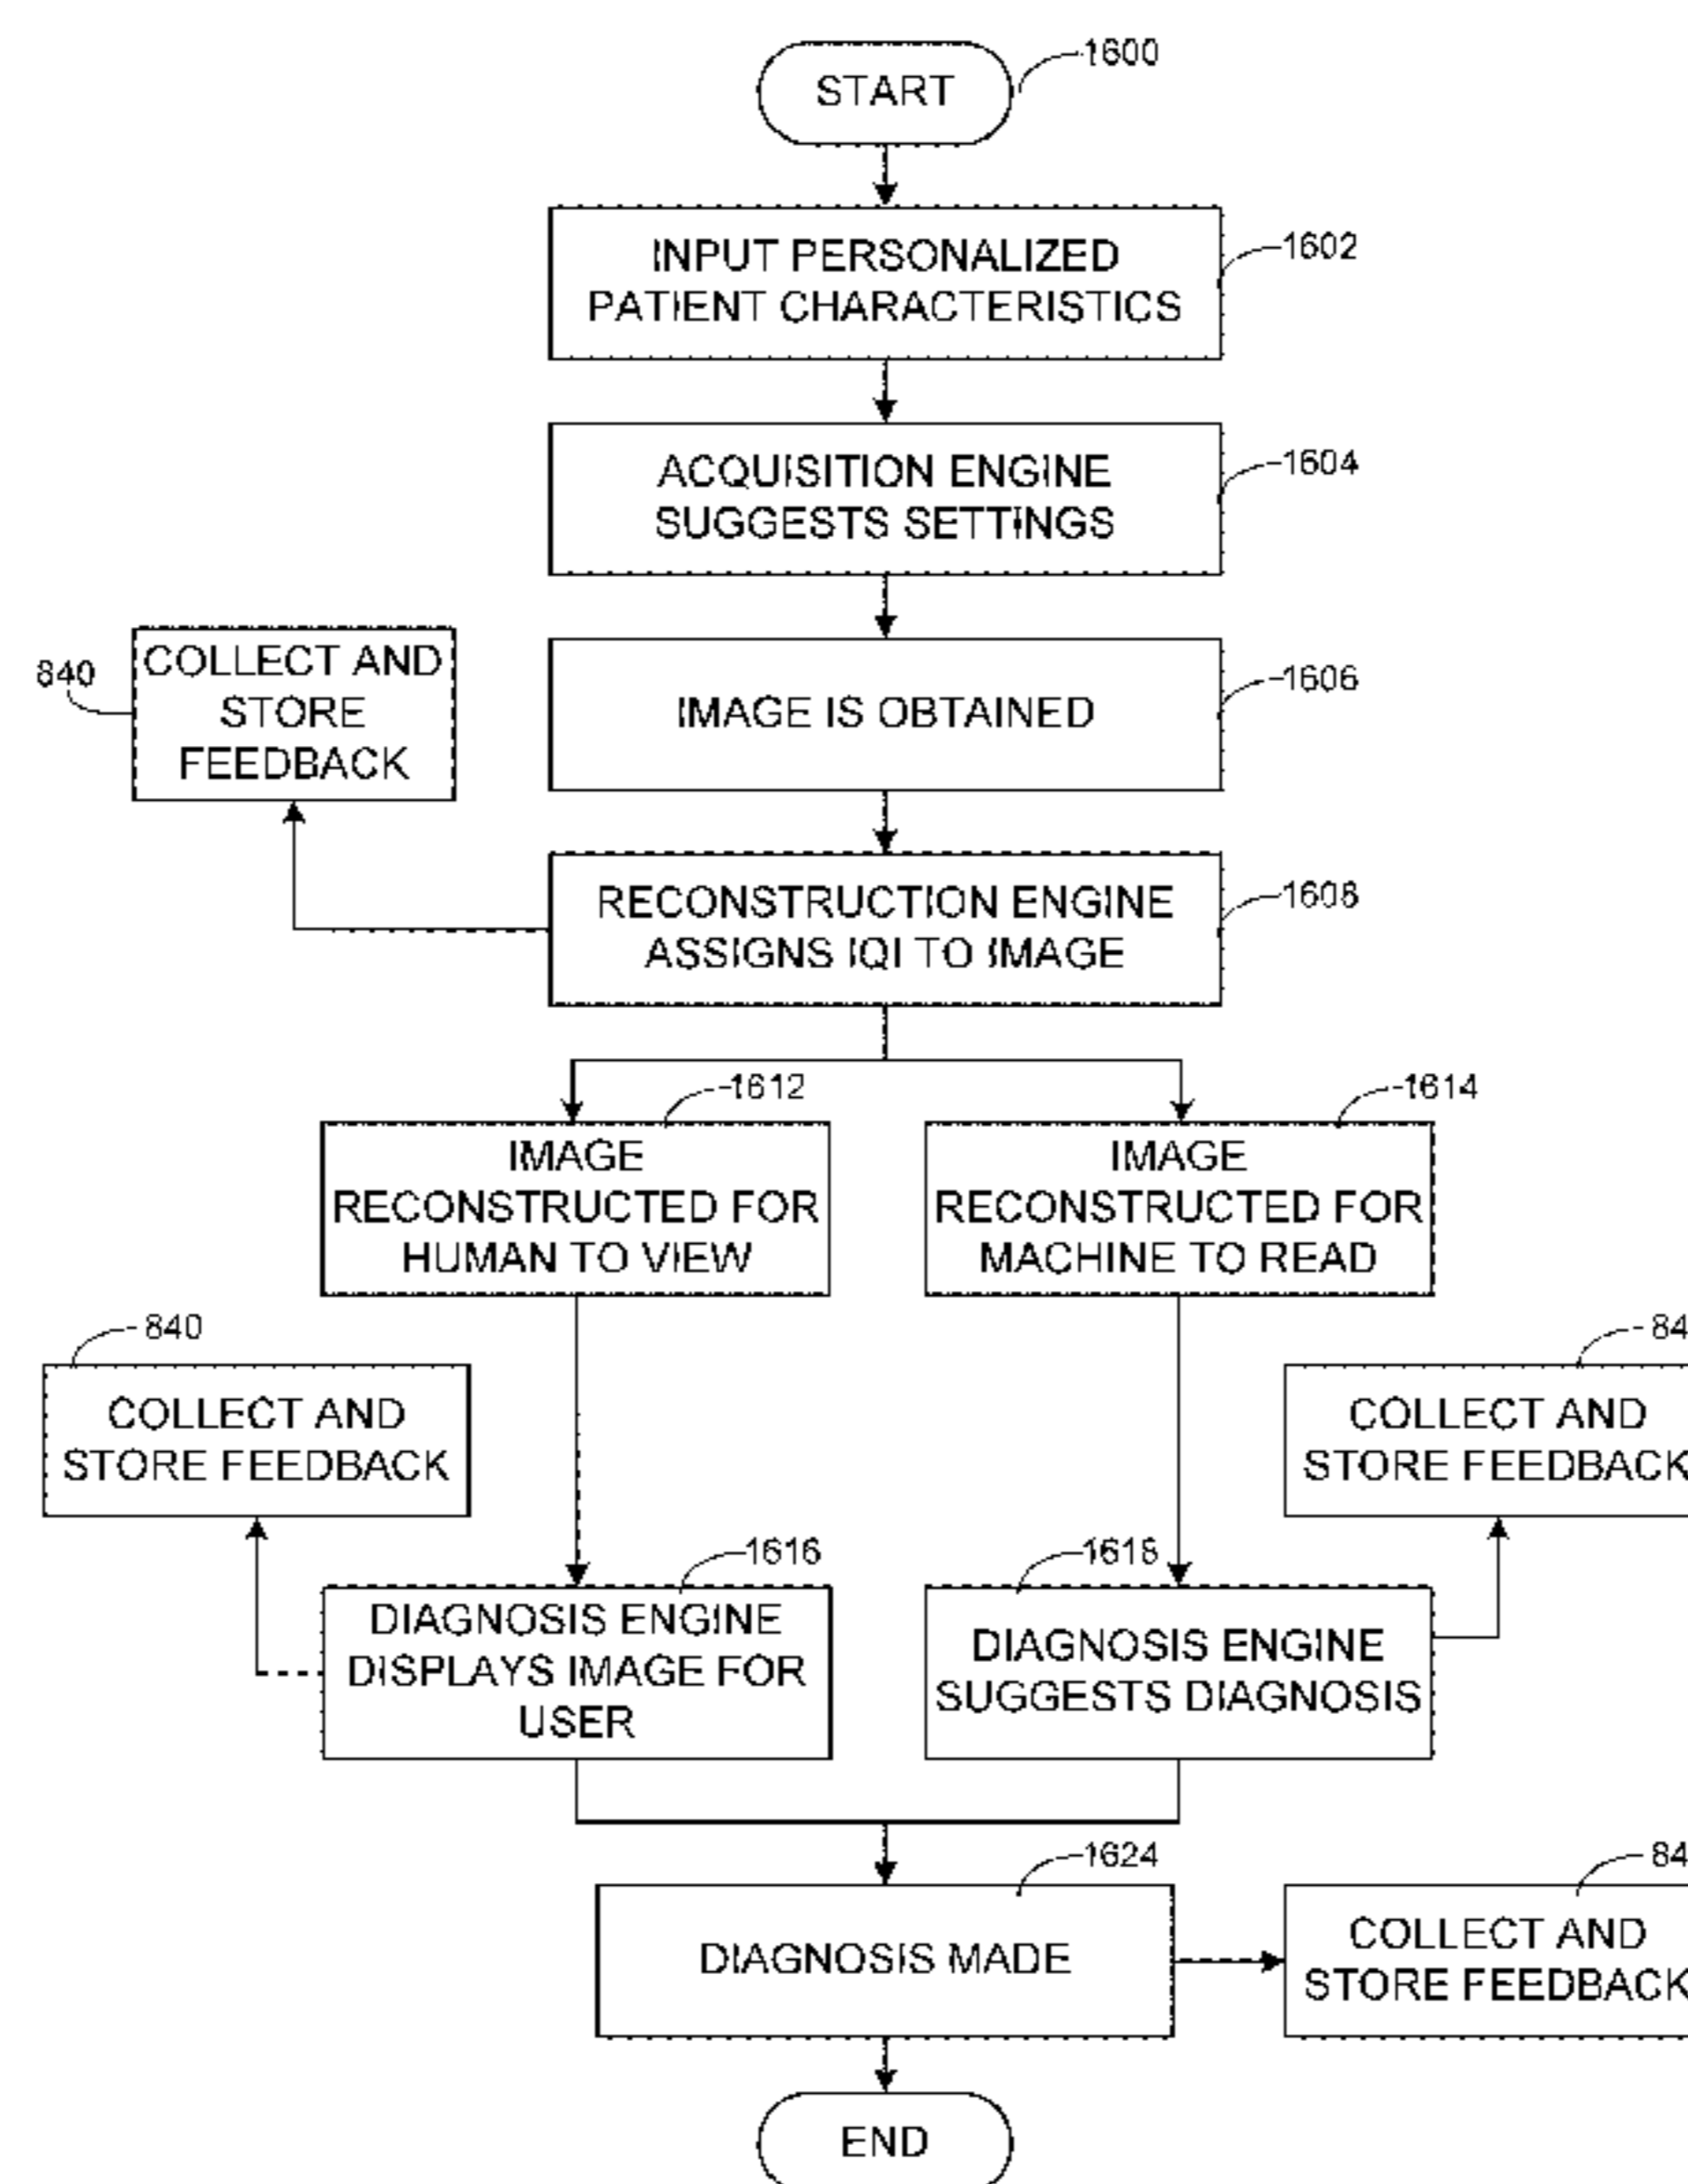 START
1600
INPUT PERSONALIZED
PATIENT CHARACTERISTICS
1602
ACQUISITION ENGINE
SUGGESTS SETTINGS
1604
840
COLLECT AND
STORE
FEEDBACK
IMAGE IS OBTAINED
1606
RECONSTRUCTION ENGINE
ASSIGNS IQI TO IMAGE
1608
1612
IMAGE
RECONSTRUCTED FOR
HUMAN TO VIEW
1614
IMAGE
RECONSTRUCTED FOR
MACHINE TO READ
840
COLLECT AND
STORE FEEDBACK
84
COLLECT AND
STORE FEEDBACK
1616
DIAGNOSIS ENGINE
DISPLAYS IMAGE FOR
USER
1618
DIAGNOSIS ENGINE
SUGGESTS DIAGNOSIS
1624
DIAGNOSIS MADE
84
COLLECT AND
STORE FEEDBACK
END